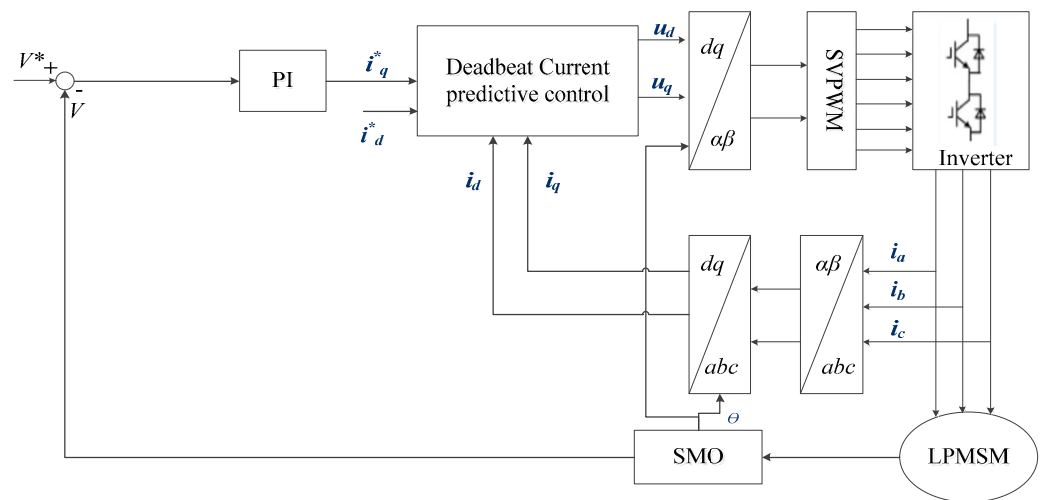 V*
+
-
V
PI
i*q
i*d
Deadbeat Current
predictive control
ud
uq
dq
αβ
SVPWM
Inverter
id
iq
dq
abc
αβ
abc
ia
ib
ic
θ
SMO
LPMSM